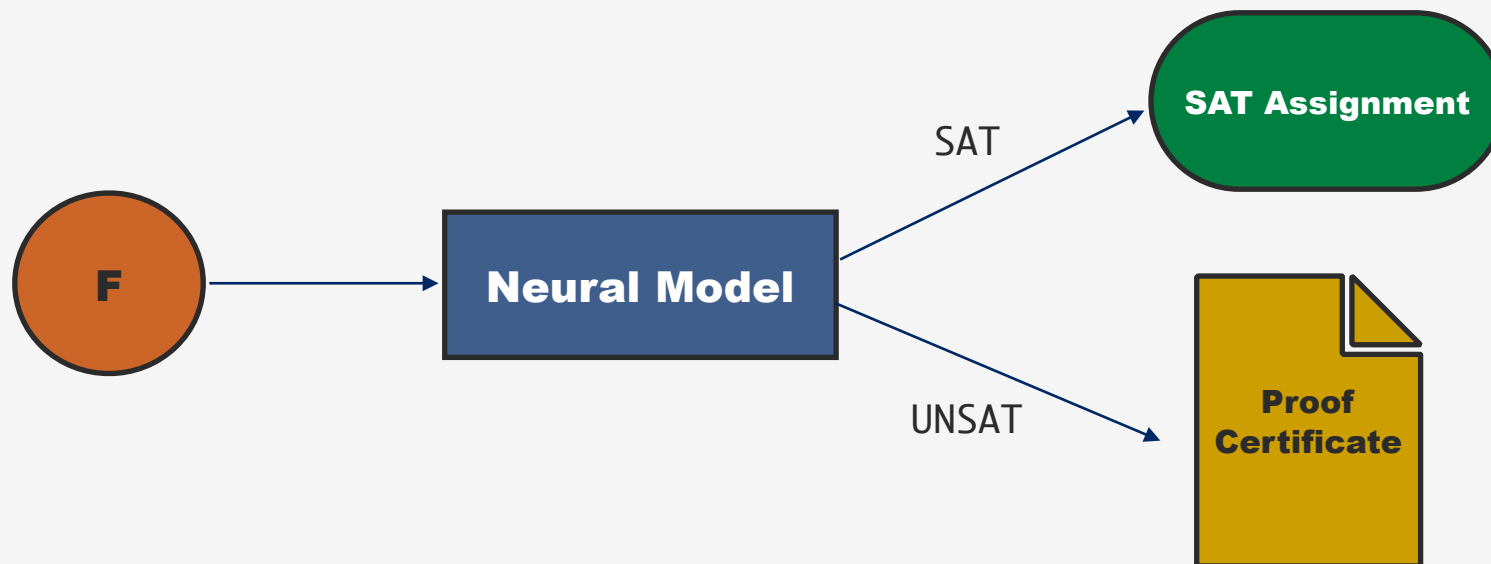 F
Neural Model
SAT
SAT Assignment
UNSAT
Proof
Certificate